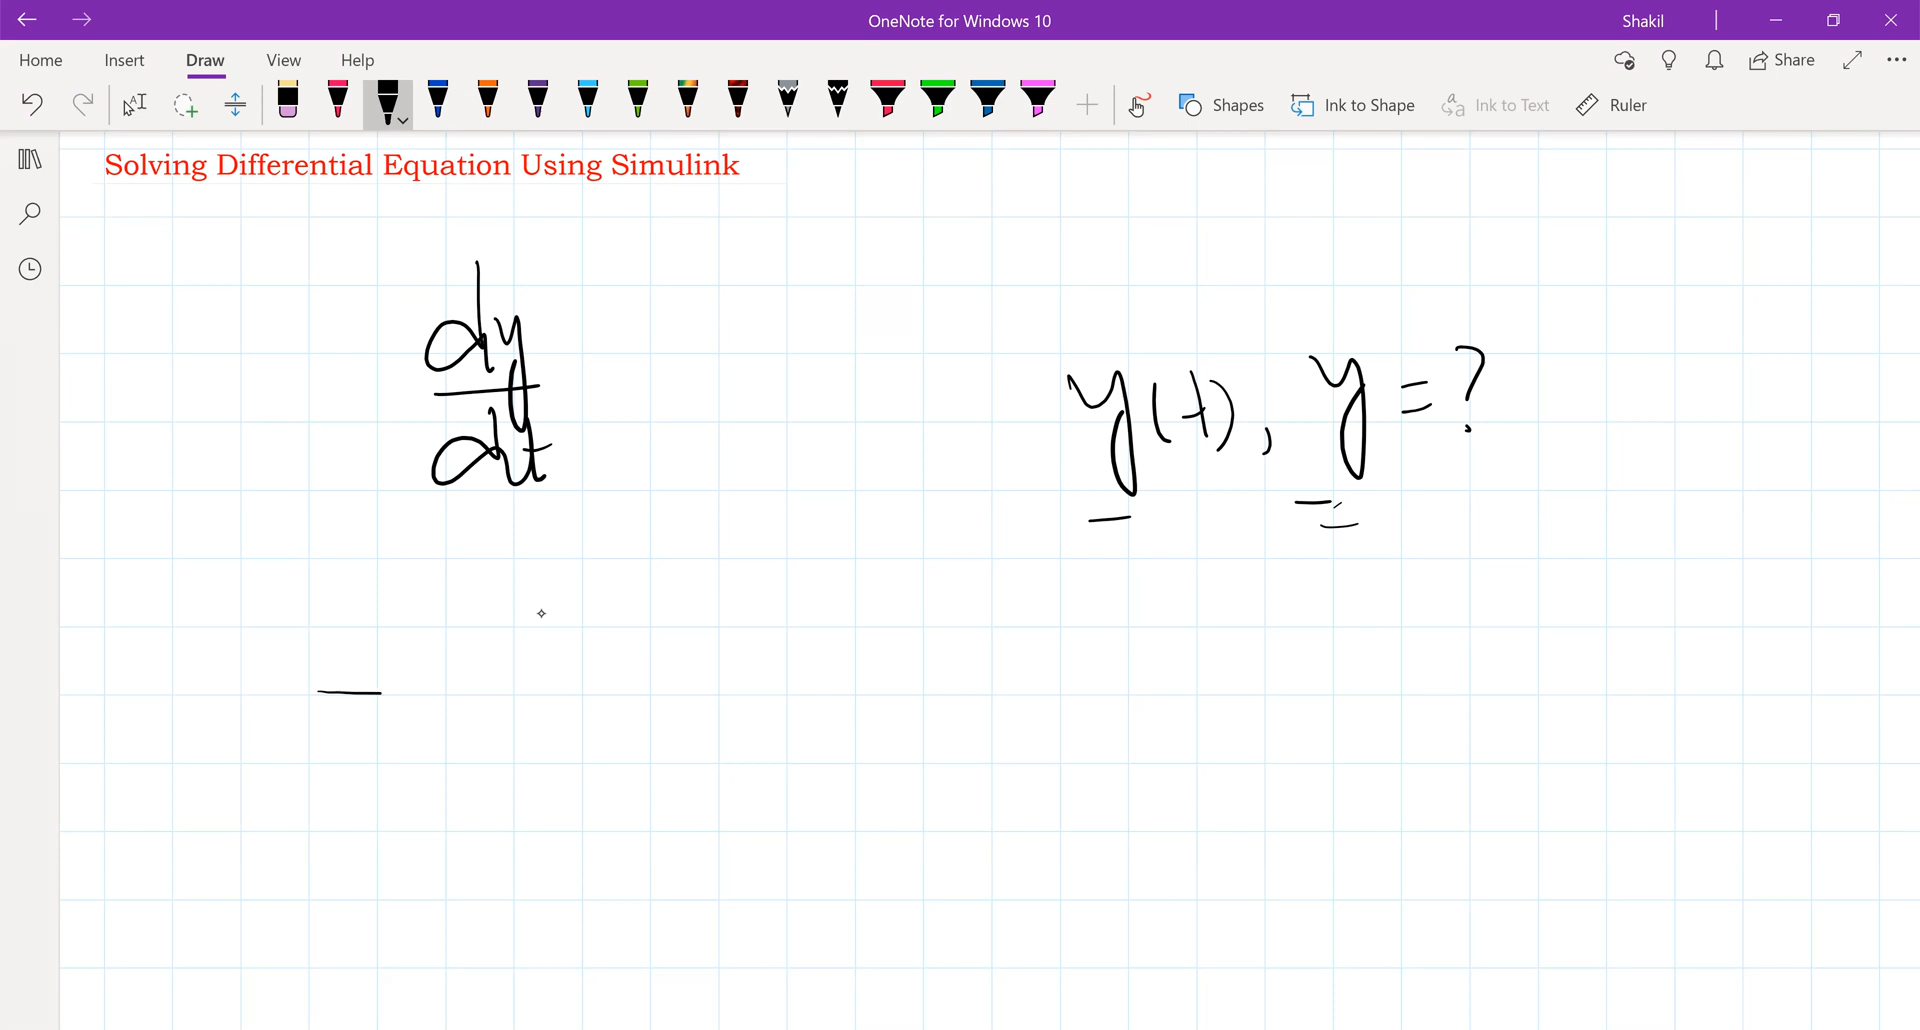 OneNote for Windows 10
Shakil
Home Insert Draw View Help
Share
Shapes
Ink to Shape
Ink to Text
Ruler
Solving Differential Equation Using Simulink
dy
dt
y(t), y = ?